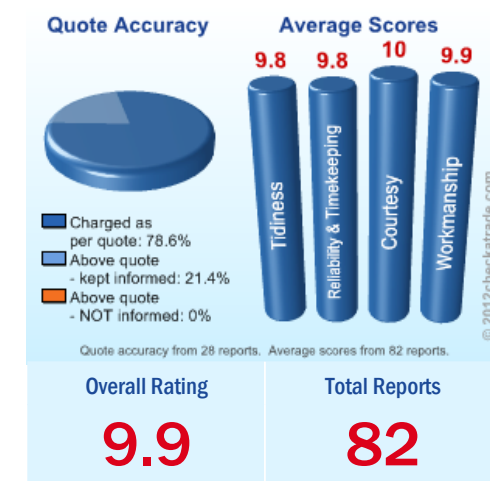 Quote Accuracy
Average Scores
9.8
9.8
10
9.9
Tidiness
Reliability & Timekeeping
Courtesy
Workmanship
Charged as
per quote: 78.6%
Above quote
- kept informed: 21.4%
Above quote
- NOT informed: 0%
© 2012checkatrade.com
Quote accuracy from 28 reports. Average scores from 82 reports.
Overall Rating
Total Reports
9.9
82